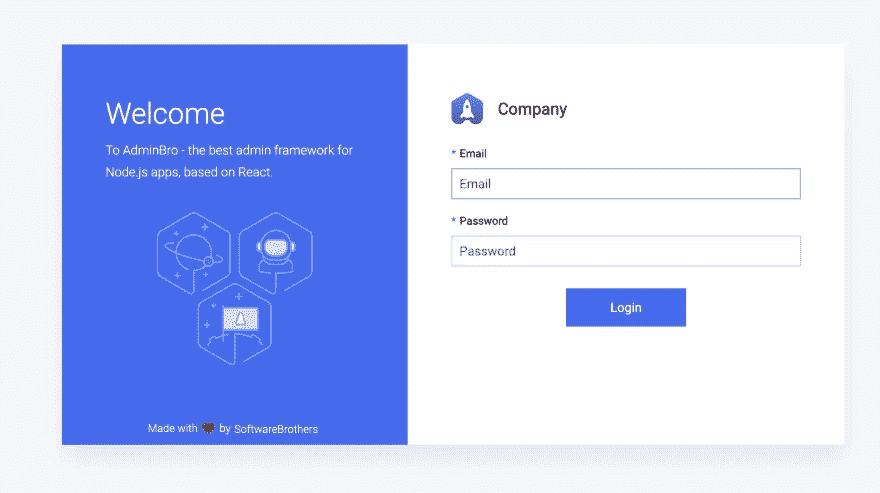 Welcome
To AdminBro - the best admin framework for
Node.js apps, based on React.
Made with by SoftwareBrothers
Company
* Email
Email
* Password
Password
Login